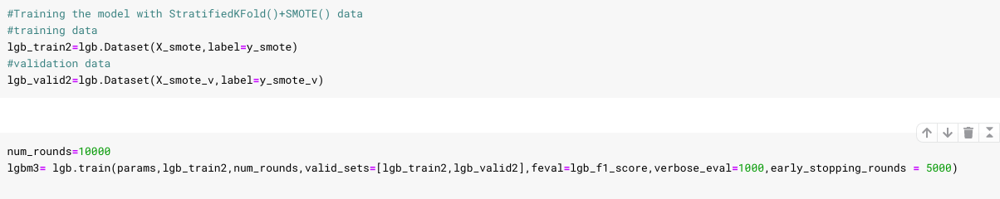 #Training the model with StratifiedKFold()+SMOTE() data
#training data
lgb_train2=lgb.Dataset(X_smote,label=y_smote)
#validation data
lgb_valid2=lgb.Dataset(X_smote_v,label=y_smote_v)
num_rounds=10000
lgbm3= lgb.train(params,lgb_train2,num_rounds,valid_sets=[lgb_train2,lgb_valid2],feval=lgb_f1_score,verbose_eval=1000,early_stopping_rounds = 5000)